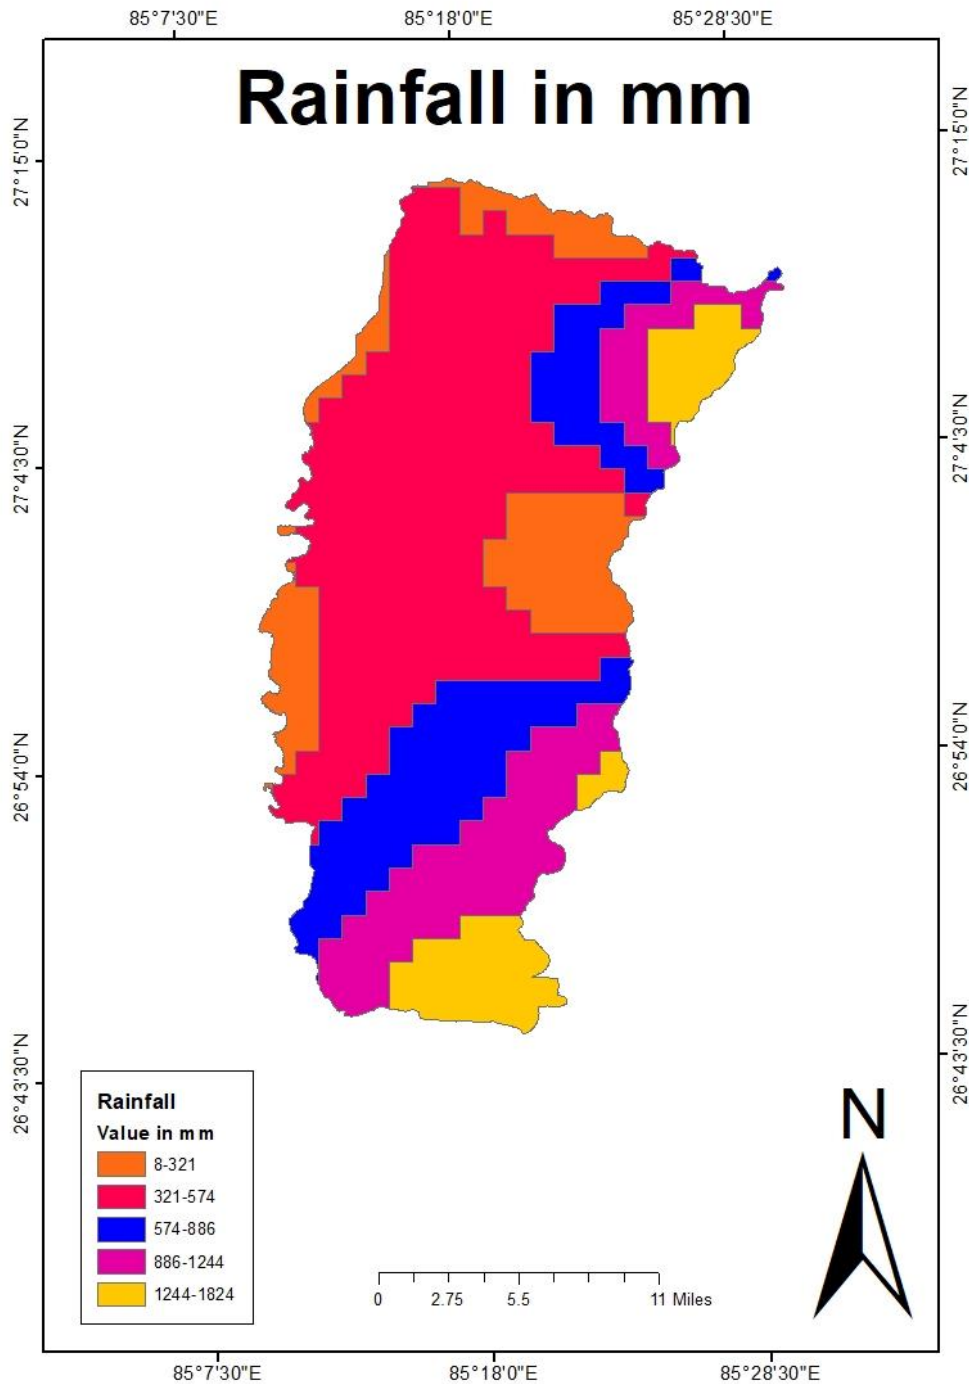 85°7'30"E 85°18'0"E 85°28'30"E
Rainfall in mm
27°15'0"N 27°15'0"N
27°4'30"N 27°4'30"N
26°54'0"N 26°54'0"N
26°43'30"N 26°43'30"N
Rainfall
Value in mm
8-321
321-574
574-886
886-1244
1244-1824
0 2.75 5.5 11 Miles
N
85°7'30"E 85°18'0"E 85°28'30"E